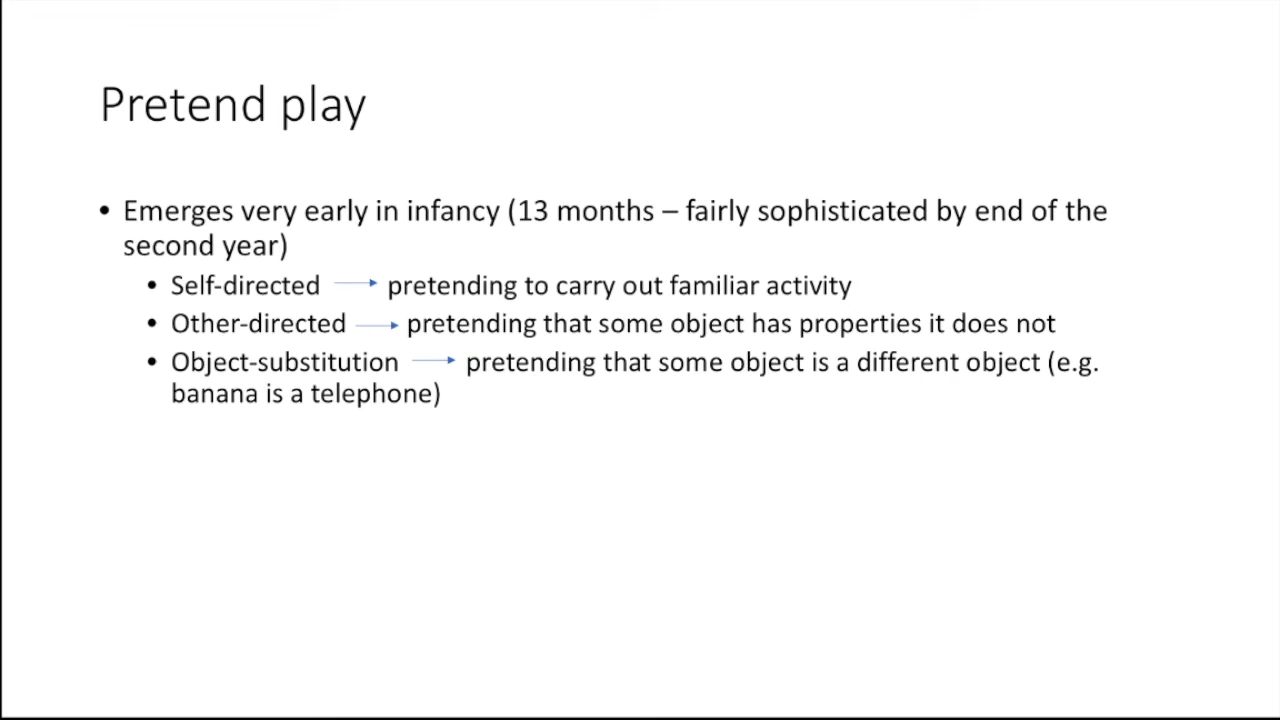 Pretend play
• Emerges very early in infancy (13 months – fairly sophisticated by end of the
second year)
• Self-directed → pretending to carry out familiar activity
• Other-directed → pretending that some object has properties it does not
• Object-substitution → pretending that some object is a different object (e.g.
banana is a telephone)